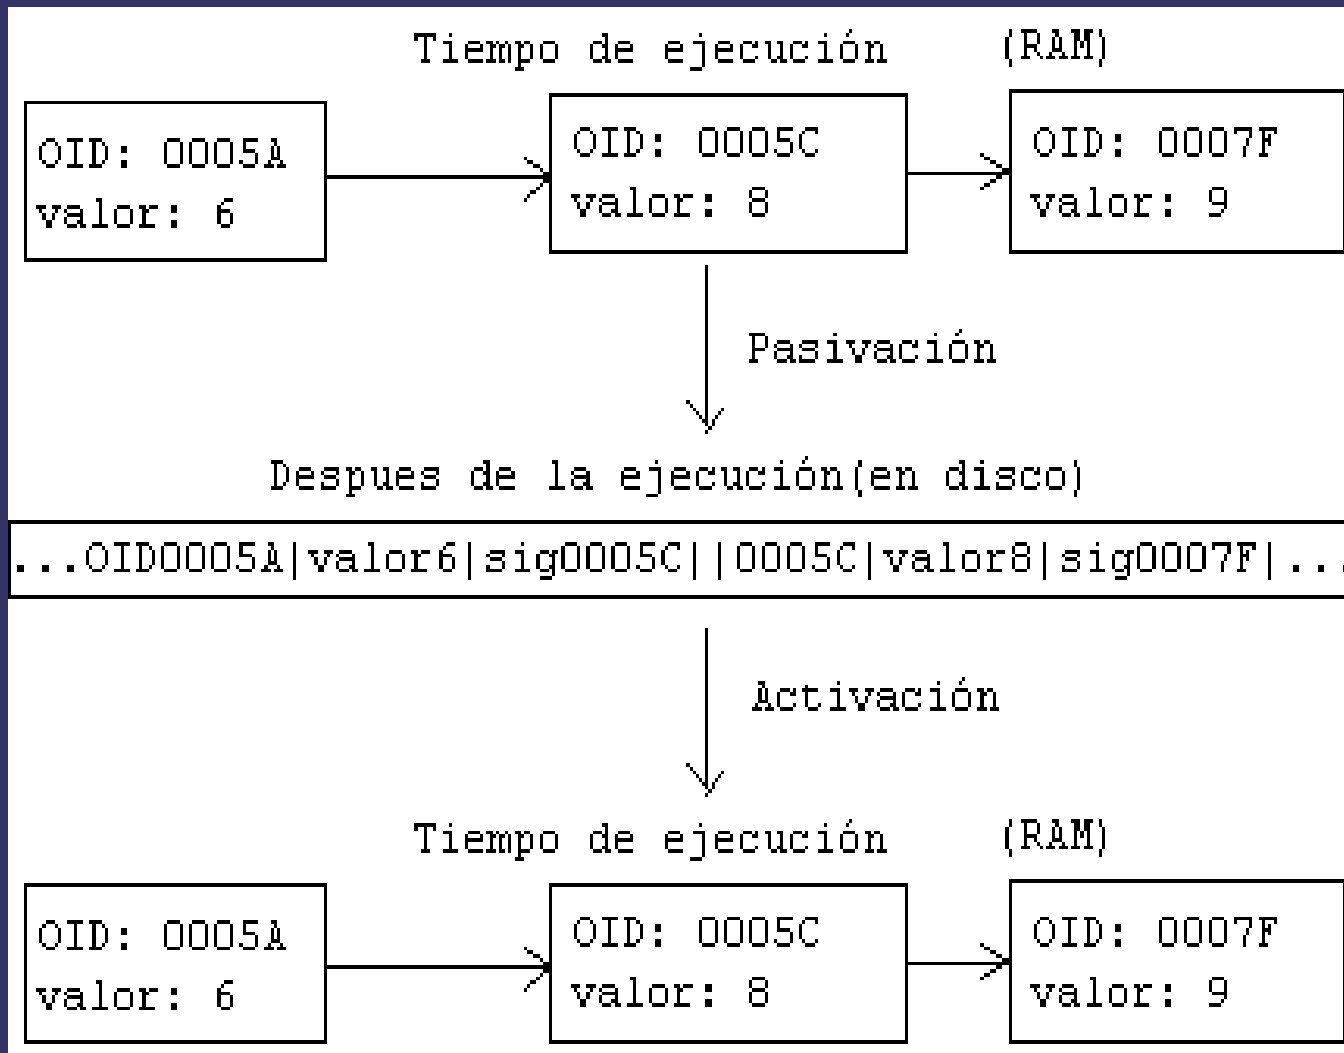 Tiempo de ejecución (RAM)
OID: 0005A
valor: 6
OID: 0005C
valor: 8
OID: 0007F
valor: 9
Pasivación
Despues de la ejecución(en disco)
...OID0005A|valor6|sig0005C||0005C|valor8|sig0007F|...
Activación
Tiempo de ejecución (RAM)
OID: 0005A
valor: 6
OID: 0005C
valor: 8
OID: 0007F
valor: 9